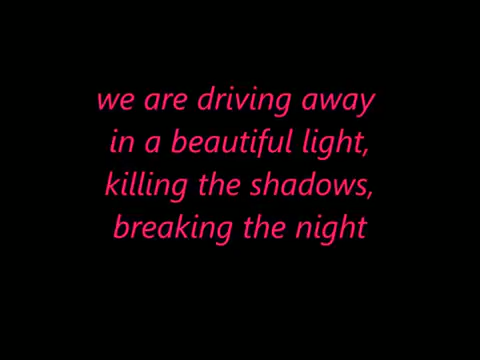 we are driving away
in a beautiful light,
killing the shadows,
breaking the night